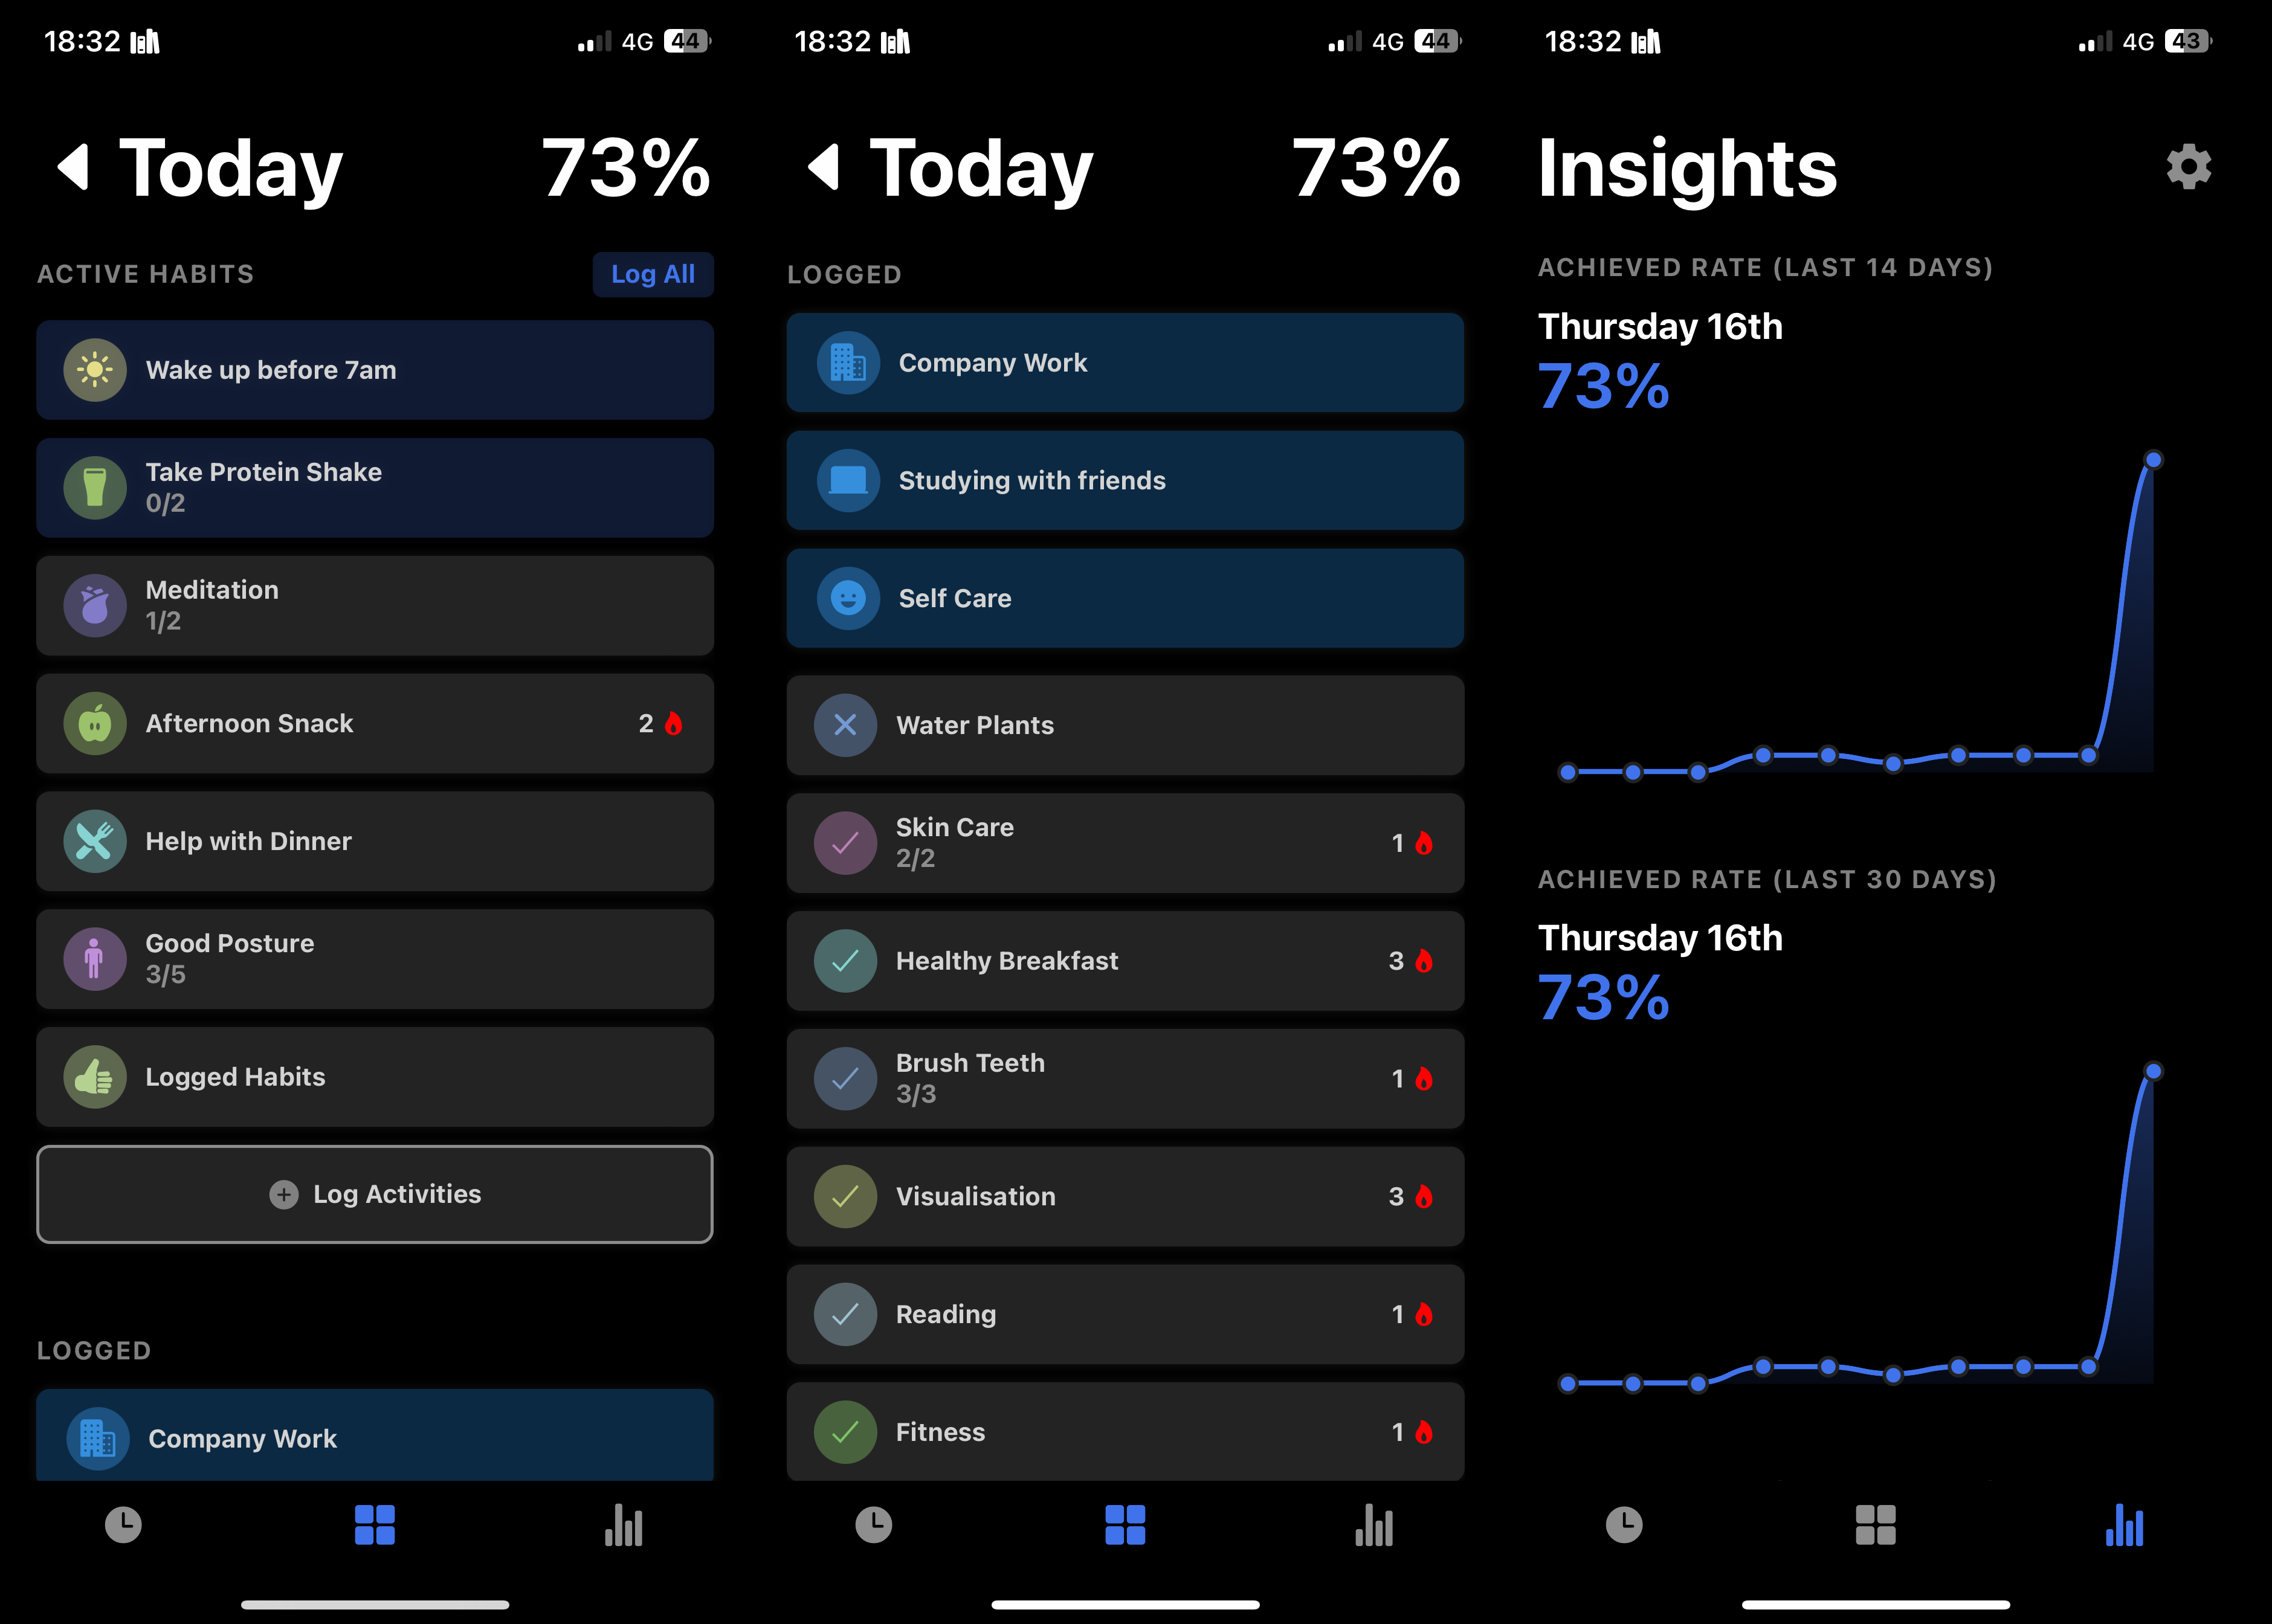 18:32
4G 44
Today 73%
ACTIVE HABITS
Log All
Wake up before 7am
Take Protein Shake
0/2
Meditation
1/2
Afternoon Snack
2
Help with Dinner
Good Posture
3/5
Logged Habits
Log Activities
LOGGED
Company Work
18:32
4G 44
Today 73%
LOGGED
Company Work
Studying with friends
Self Care
Water Plants
Skin Care
2/2
1
Healthy Breakfast
3
Brush Teeth
3/3
1
Visualisation
3
Reading
1
Fitness
1
18:32
4G 43
Insights
ACHIEVED RATE (LAST 14 DAYS)
Thursday 16th
73%
ACHIEVED RATE (LAST 30 DAYS)
Thursday 16th
73%